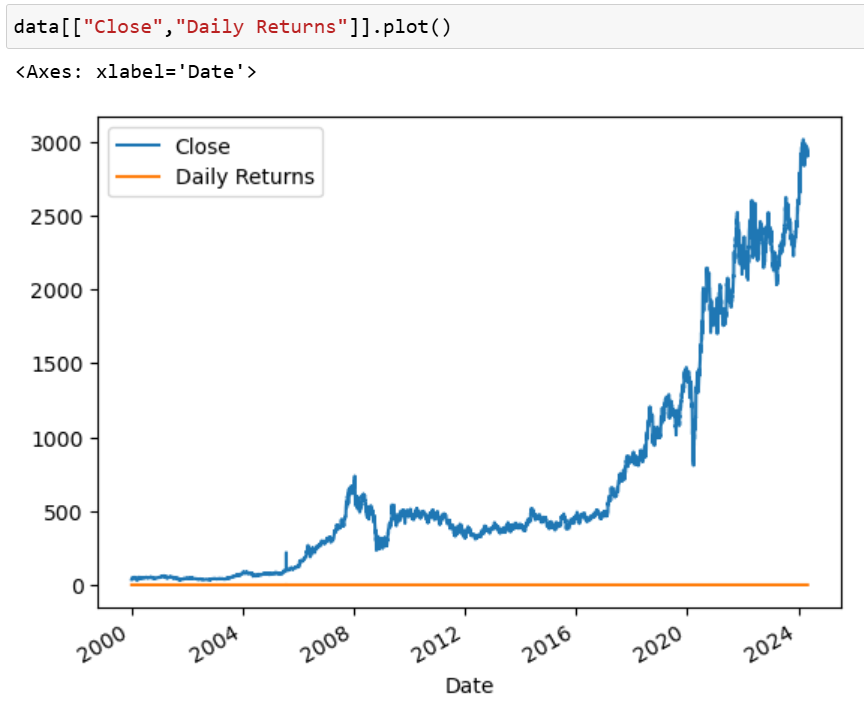 data[["Close","Daily Returns"]].plot()
<Axes: xlabel='Date'>
Close
Daily Returns
3000
2500
2000
1500
1000
500
0
2000 2004 2008 2012 2016 2020 2024
Date